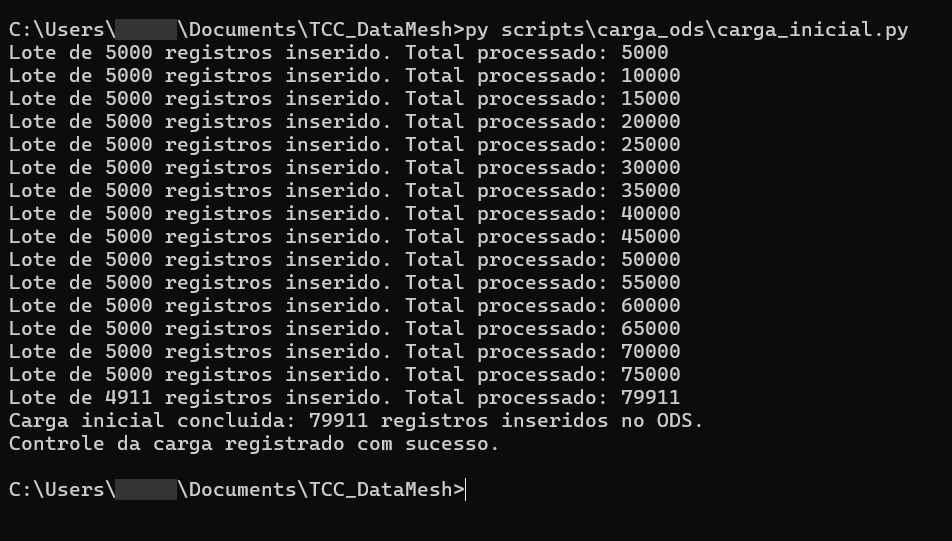 C:\Users\ \Documents\TCC_DataMesh>py scripts\carga_ods\carga_inicial.py
Lote de 5000 registros inserido. Total processado: 5000
Lote de 5000 registros inserido. Total processado: 10000
Lote de 5000 registros inserido. Total processado: 15000
Lote de 5000 registros inserido. Total processado: 20000
Lote de 5000 registros inserido. Total processado: 25000
Lote de 5000 registros inserido. Total processado: 30000
Lote de 5000 registros inserido. Total processado: 35000
Lote de 5000 registros inserido. Total processado: 40000
Lote de 5000 registros inserido. Total processado: 45000
Lote de 5000 registros inserido. Total processado: 50000
Lote de 5000 registros inserido. Total processado: 55000
Lote de 5000 registros inserido. Total processado: 60000
Lote de 5000 registros inserido. Total processado: 65000
Lote de 5000 registros inserido. Total processado: 70000
Lote de 5000 registros inserido. Total processado: 75000
Lote de 4911 registros inserido. Total processado: 79911
Carga inicial concluida: 79911 registros inseridos no ODS.
Controle da carga registrado com sucesso.
C:\Users\ \Documents\TCC_DataMesh>